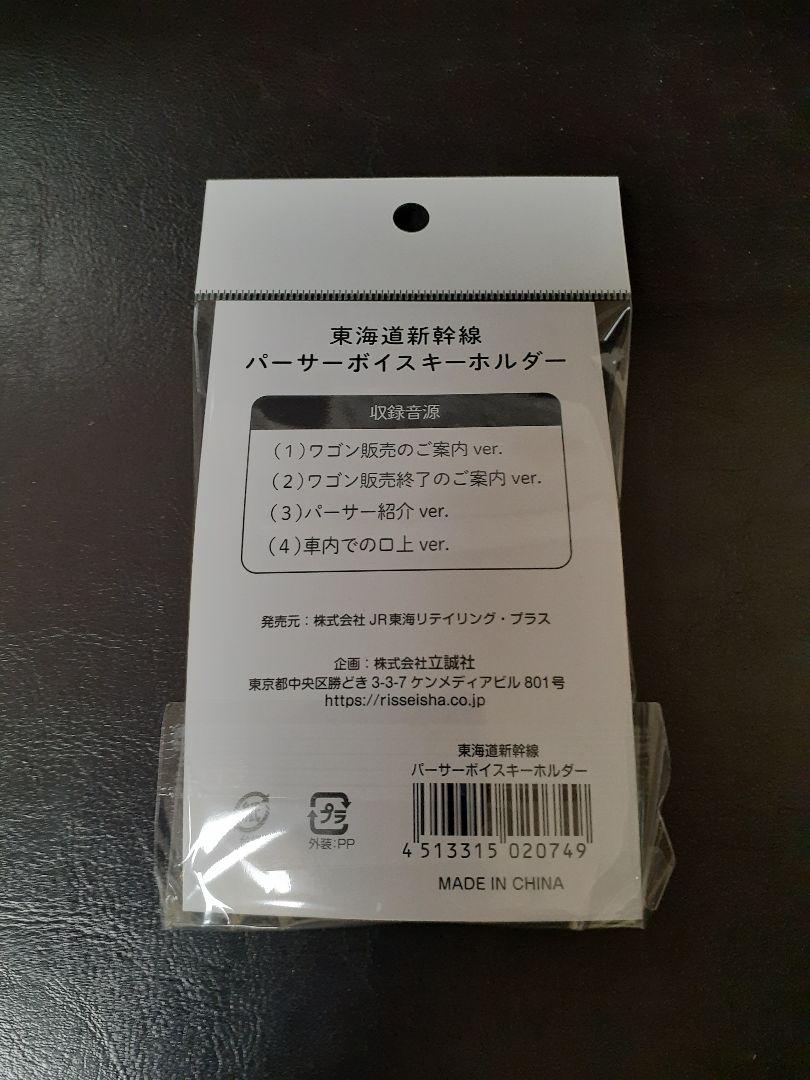 東海道新幹線
パーサーボイスキーホルダー
収録音源
(1)ワゴン販売のご案内 ver.
(2)ワゴン販売終了のご案内 ver.
(3)パーサー紹介 ver.
(4)車内での口上 ver.
発売元：株式会社 JR東海リテイリング・プラス
企画：株式会社立誠社
東京都中央区勝どき 3-3-7 ケンメディアビル 801号
https://risseisha.co.jp
東海道新幹線
パーサーボイスキーホルダー
プラ
外装:PP
4 513315 020749
MADE IN CHINA